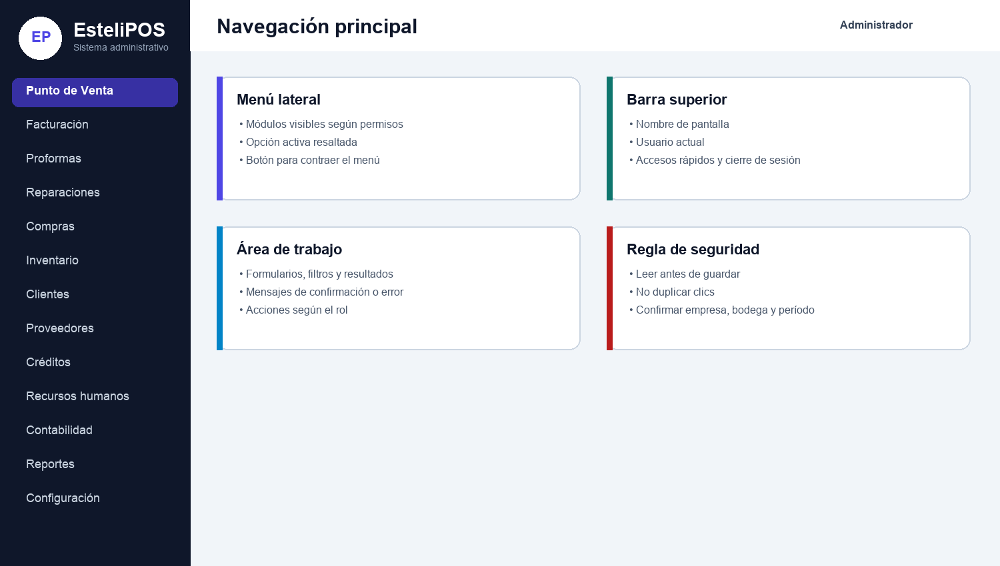 EP
EsteliPOS
Sistema administrativo
Punto de Venta
Facturación
Proformas
Reparaciones
Compras
Inventario
Clientes
Proveedores
Créditos
Recursos humanos
Contabilidad
Reportes
Configuración
Navegación principal
Administrador
Menú lateral
• Módulos visibles según permisos
• Opción activa resaltada
• Botón para contraer el menú
Barra superior
• Nombre de pantalla
• Usuario actual
• Accesos rápidos y cierre de sesión
Área de trabajo
• Formularios, filtros y resultados
• Mensajes de confirmación o error
• Acciones según el rol
Regla de seguridad
• Leer antes de guardar
• No duplicar clics
• Confirmar empresa, bodega y período